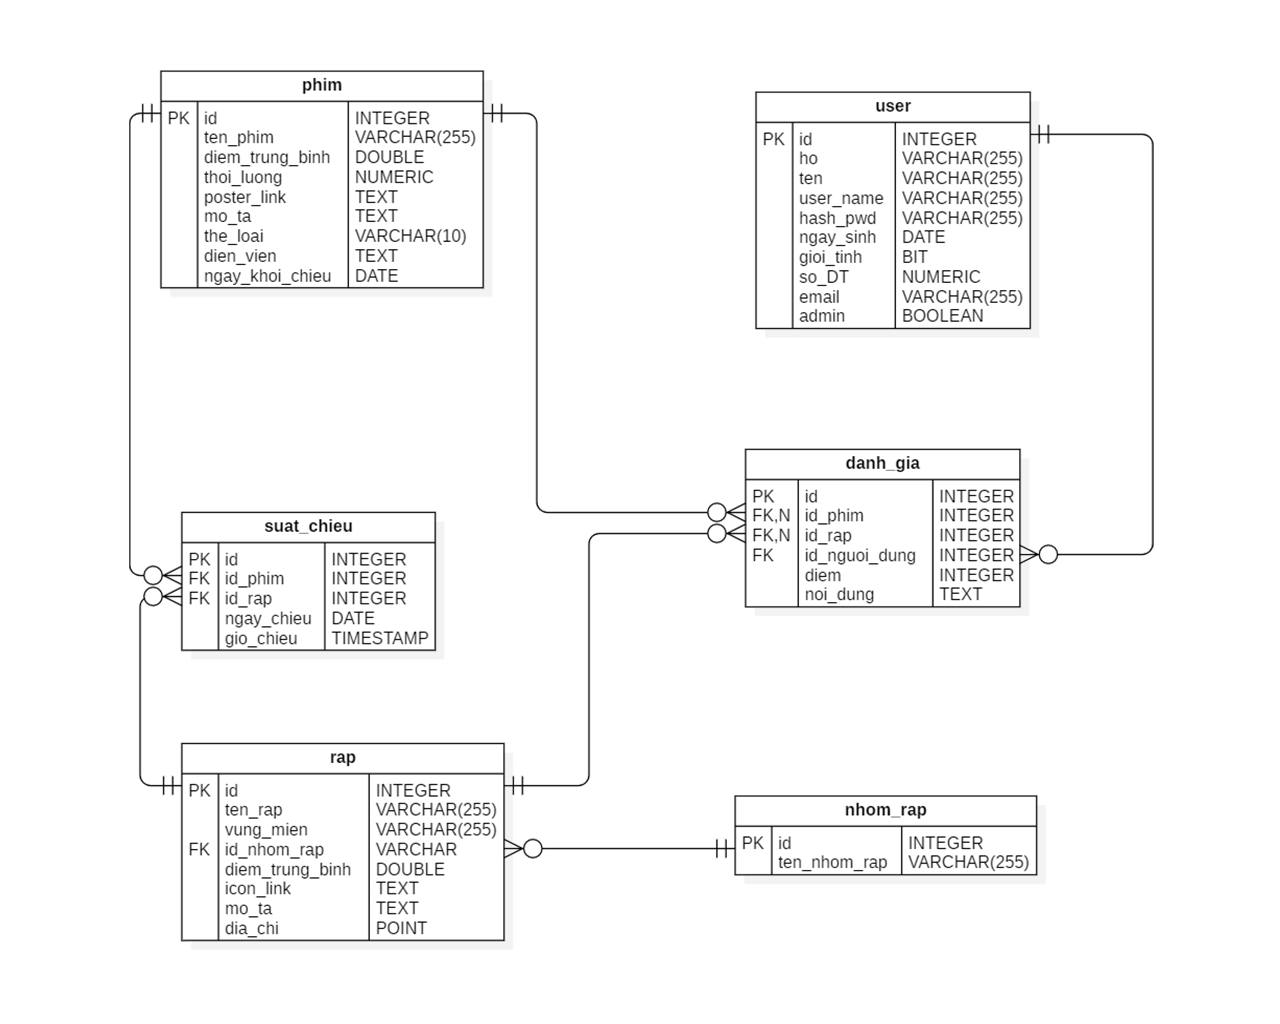 phim
PK id INTEGER
ten_phim VARCHAR(255)
diem_trung_binh DOUBLE
thoi_luong NUMERIC
poster_link TEXT
mo_ta TEXT
the_loai VARCHAR(10)
dien_vien TEXT
ngay_khoi_chieu DATE
user
PK id INTEGER
ho VARCHAR(255)
ten VARCHAR(255)
user_name VARCHAR(255)
hash_pwd VARCHAR(255)
ngay_sinh DATE
gioi_tinh BIT
so_DT NUMERIC
email VARCHAR(255)
admin BOOLEAN
danh_gia
PK id INTEGER
FK,N id_phim INTEGER
FK,N id_rap INTEGER
FK id_nguoi_dung INTEGER
diem INTEGER
noi_dung TEXT
suat_chieu
PK id INTEGER
FK id_phim INTEGER
FK id_rap INTEGER
ngay_chieu DATE
gio_chieu TIMESTAMP
rap
PK id INTEGER
ten_rap VARCHAR(255)
vung_mien VARCHAR(255)
FK id_nhom_rap VARCHAR
diem_trung_binh DOUBLE
icon_link TEXT
mo_ta TEXT
dia_chi POINT
nhom_rap
PK id INTEGER
ten_nhom_rap VARCHAR(255)